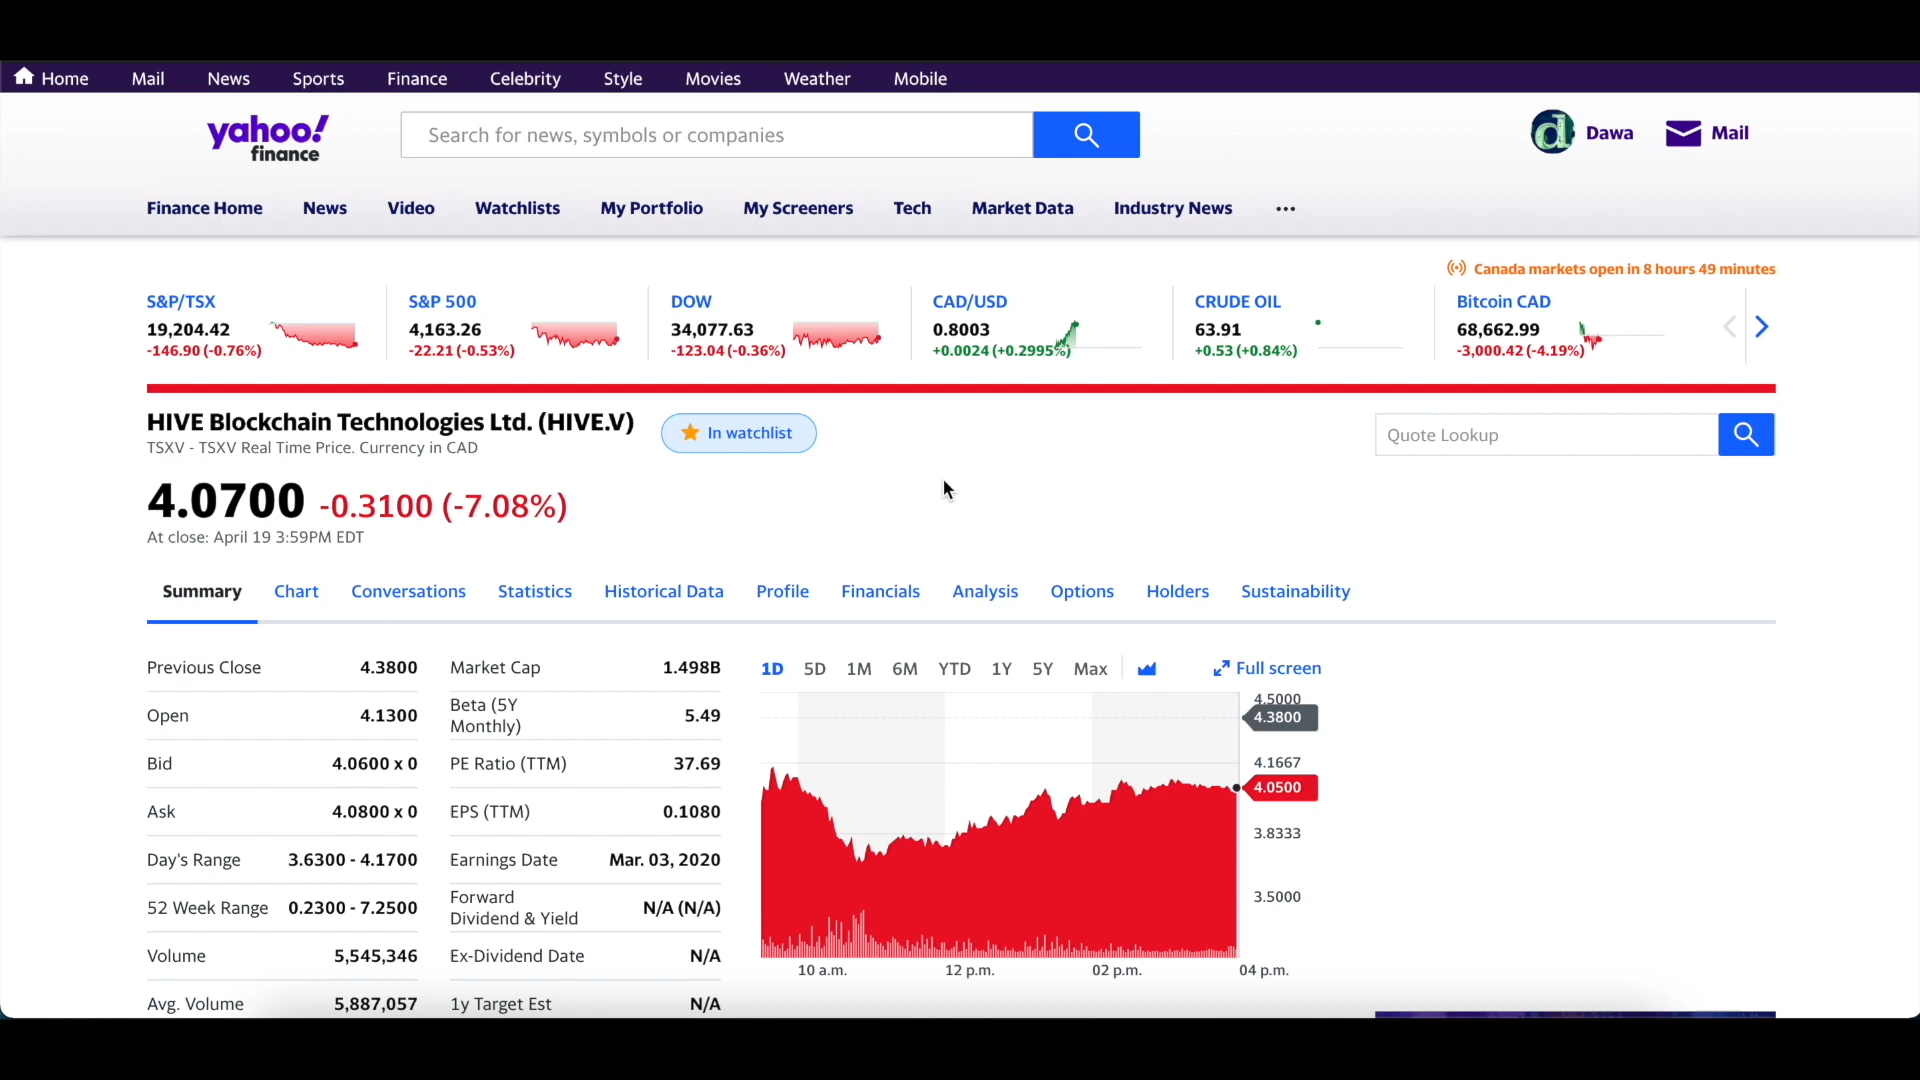 Home Mail News Sports Finance Celebrity Style Movies Weather Mobile
yahoo!
finance
Search for news, symbols or companies
Dawa Mail
Finance Home News Video Watchlists My Portfolio My Screeners Tech Market Data Industry News •••
Canada markets open in 8 hours 49 minutes
S&P/TSX S&P 500 DOW CAD/USD CRUDE OIL Bitcoin CAD
19,204.42 4,163.26 34,077.63 0.8003 63.91 68,662.99
-146.90 (-0.76%) -22.21 (-0.53%) -123.04 (-0.36%) +0.0024 (+0.2995%) +0.53 (+0.84%) -3,000.42 (-4.19%)
HIVE Blockchain Technologies Ltd. (HIVE.V) In watchlist
TSXV - TSXV Real Time Price. Currency in CAD
Quote Lookup
4.0700 -0.3100 (-7.08%)
At close: April 19 3:59PM EDT
Summary Chart Conversations Statistics Historical Data Profile Financials Analysis Options Holders Sustainability
Previous Close 4.3800
Open 4.1300
Bid 4.0600 x 0
Ask 4.0800 x 0
Day's Range 3.6300 - 4.1700
52 Week Range 0.2300 - 7.2500
Volume 5,545,346
Avg. Volume 5,887,057
Market Cap 1.498B
Beta (5Y
Monthly) 5.49
PE Ratio (TTM) 37.69
EPS (TTM) 0.1080
Earnings Date Mar. 03, 2020
Forward
Dividend & Yield N/A (N/A)
Ex-Dividend Date N/A
1y Target Est N/A
1D 5D 1M 6M YTD 1Y 5Y Max Full screen
4.5000
4.3800
4.1667
4.0500
3.8333
3.5000
10 a.m. 12 p.m. 02 p.m. 04 p.m.